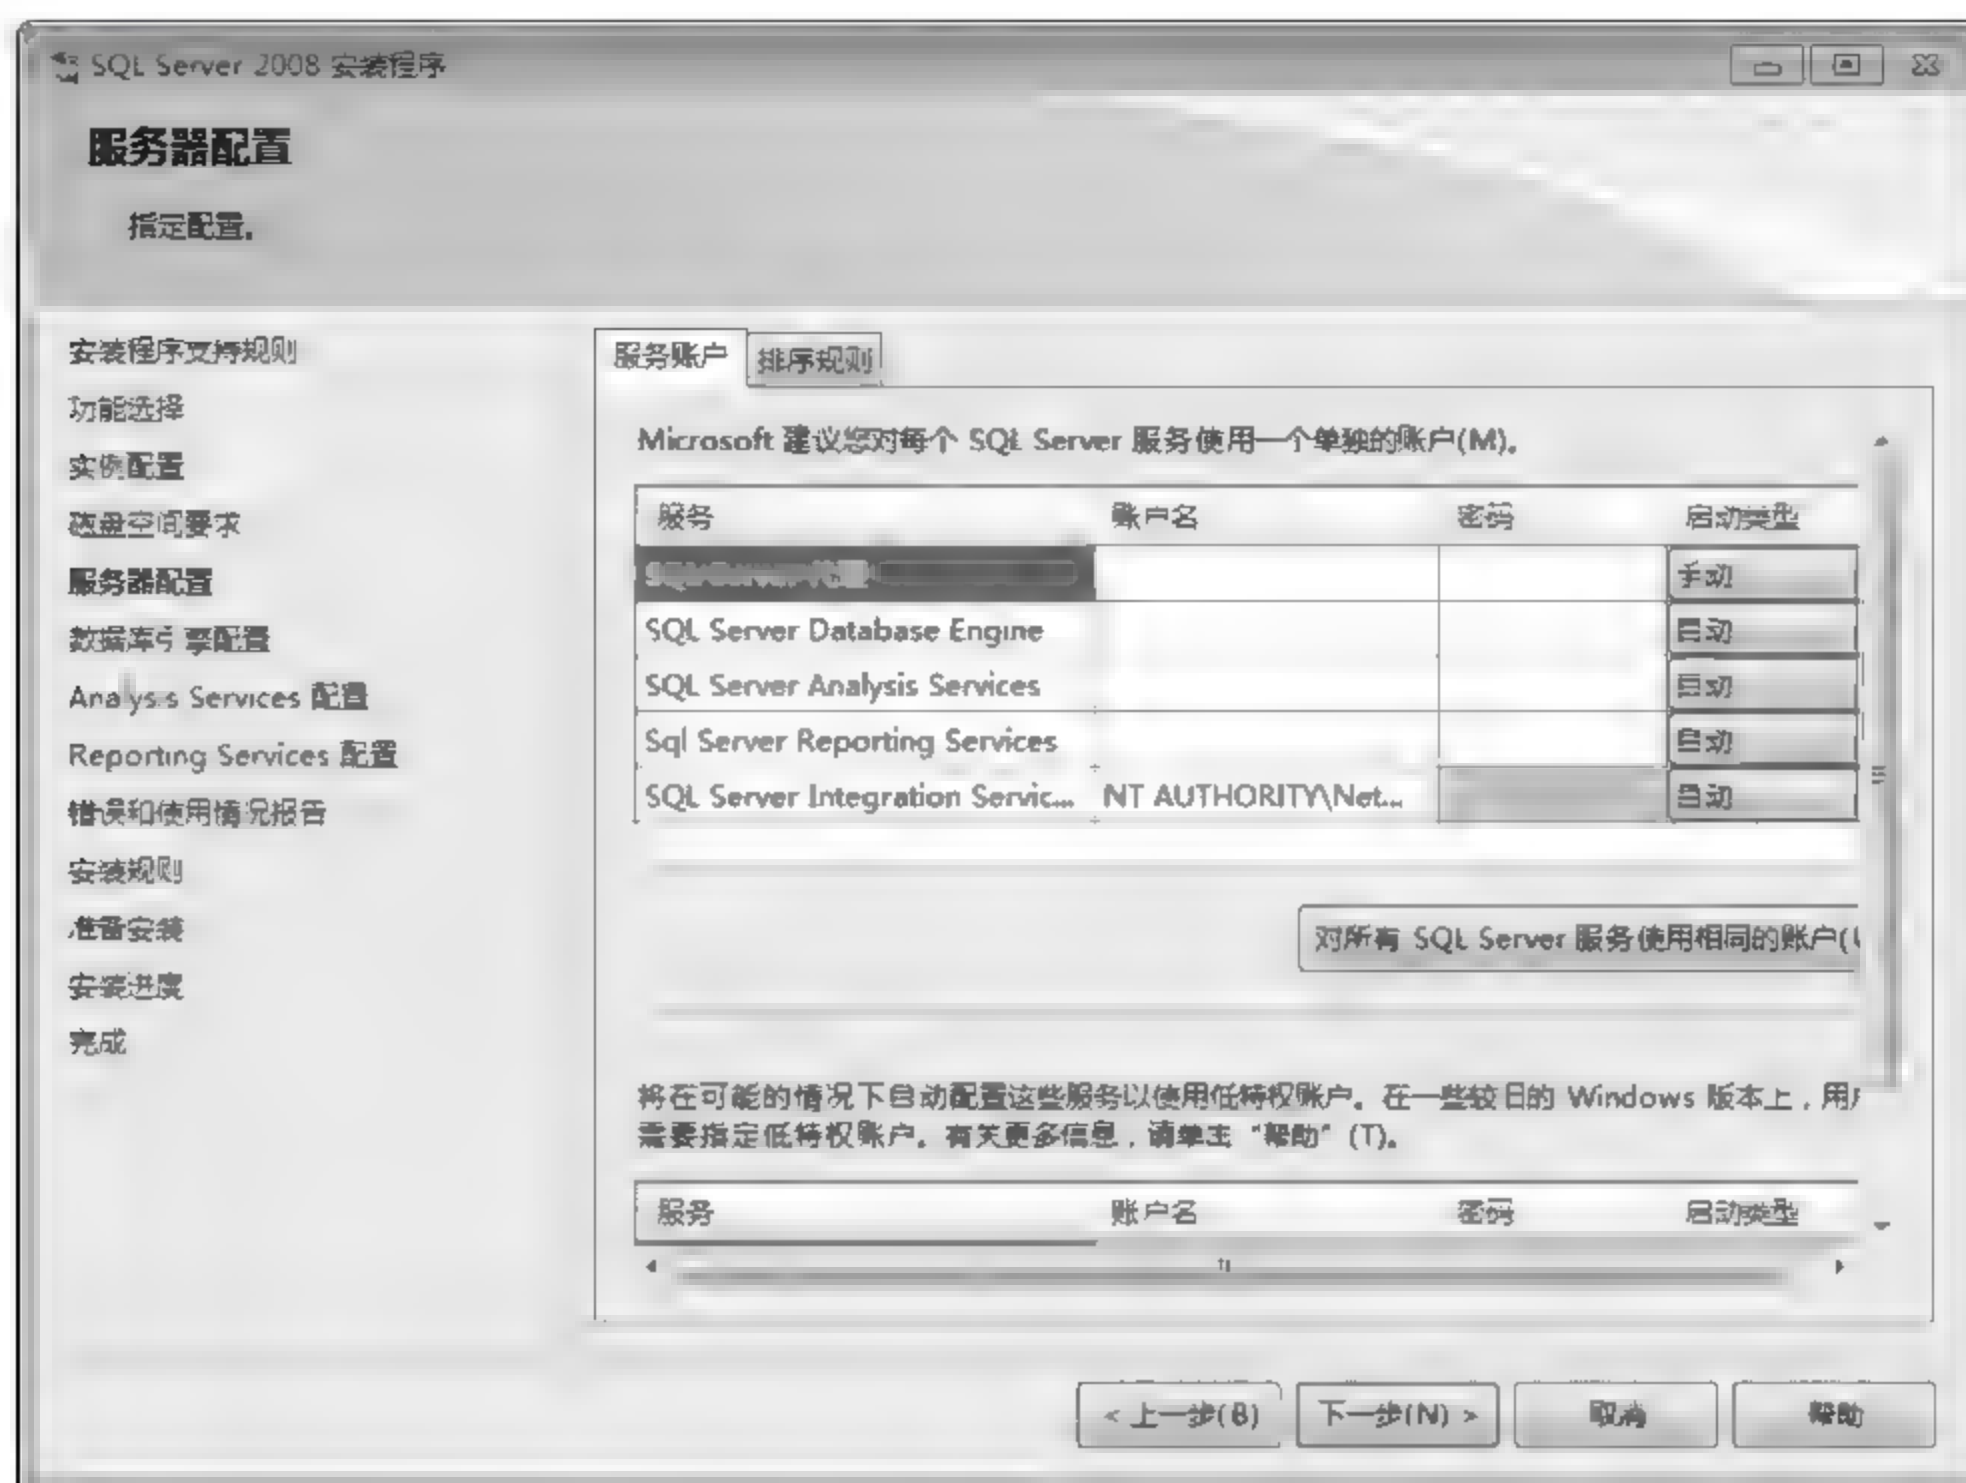 SQL Server 2008 安装程序
服务器配置
指定配置。
安装程序支持规则
功能选择
实例配置
磁盘空间要求
服务器配置
数据库引擎配置
Analysis Services 配置
Reporting Services 配置
错误和使用情况报告
安装规则
准备安装
安装进度
完成
服务账户 排序规则
Microsoft 建议您对每个 SQL Server 服务使用一个单独的账户(M)。
服务 账户名 密码 启动类型
手动
SQL Server Database Engine 自动
SQL Server Analysis Services 自动
Sql Server Reporting Services 自动
SQL Server Integration Servic... NT AUTHORITY\Net... 自动
对所有 SQL Server 服务使用相同的账户(U
将在可能的情况下自动配置这些服务以使用低特权账户。在一些较旧的 Windows 版本上，用户
需要指定低特权账户。有关更多信息，请单击“帮助”(T)。
服务 账户名 密码 启动类型
< 上一步(B) 下一步(N) > 取消 帮助